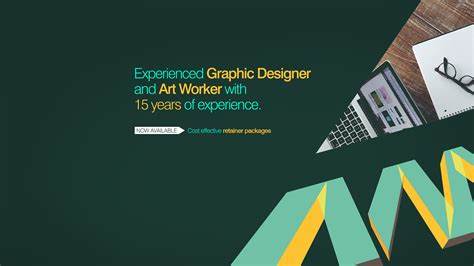 Experienced Graphic Designer
and Art Worker with
15 years of experience.
NOW AVAILABLE Cost effective retainer packages